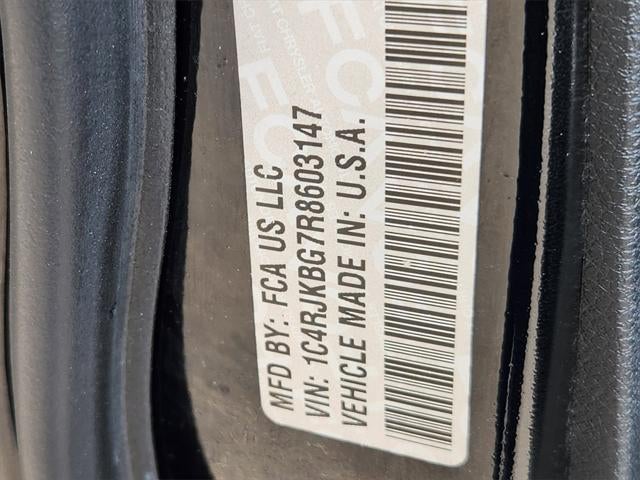 MFD BY: FCA US LLC
VIN: 1C4RJKBG7R8603147
VEHICLE MADE IN: U.S.A.